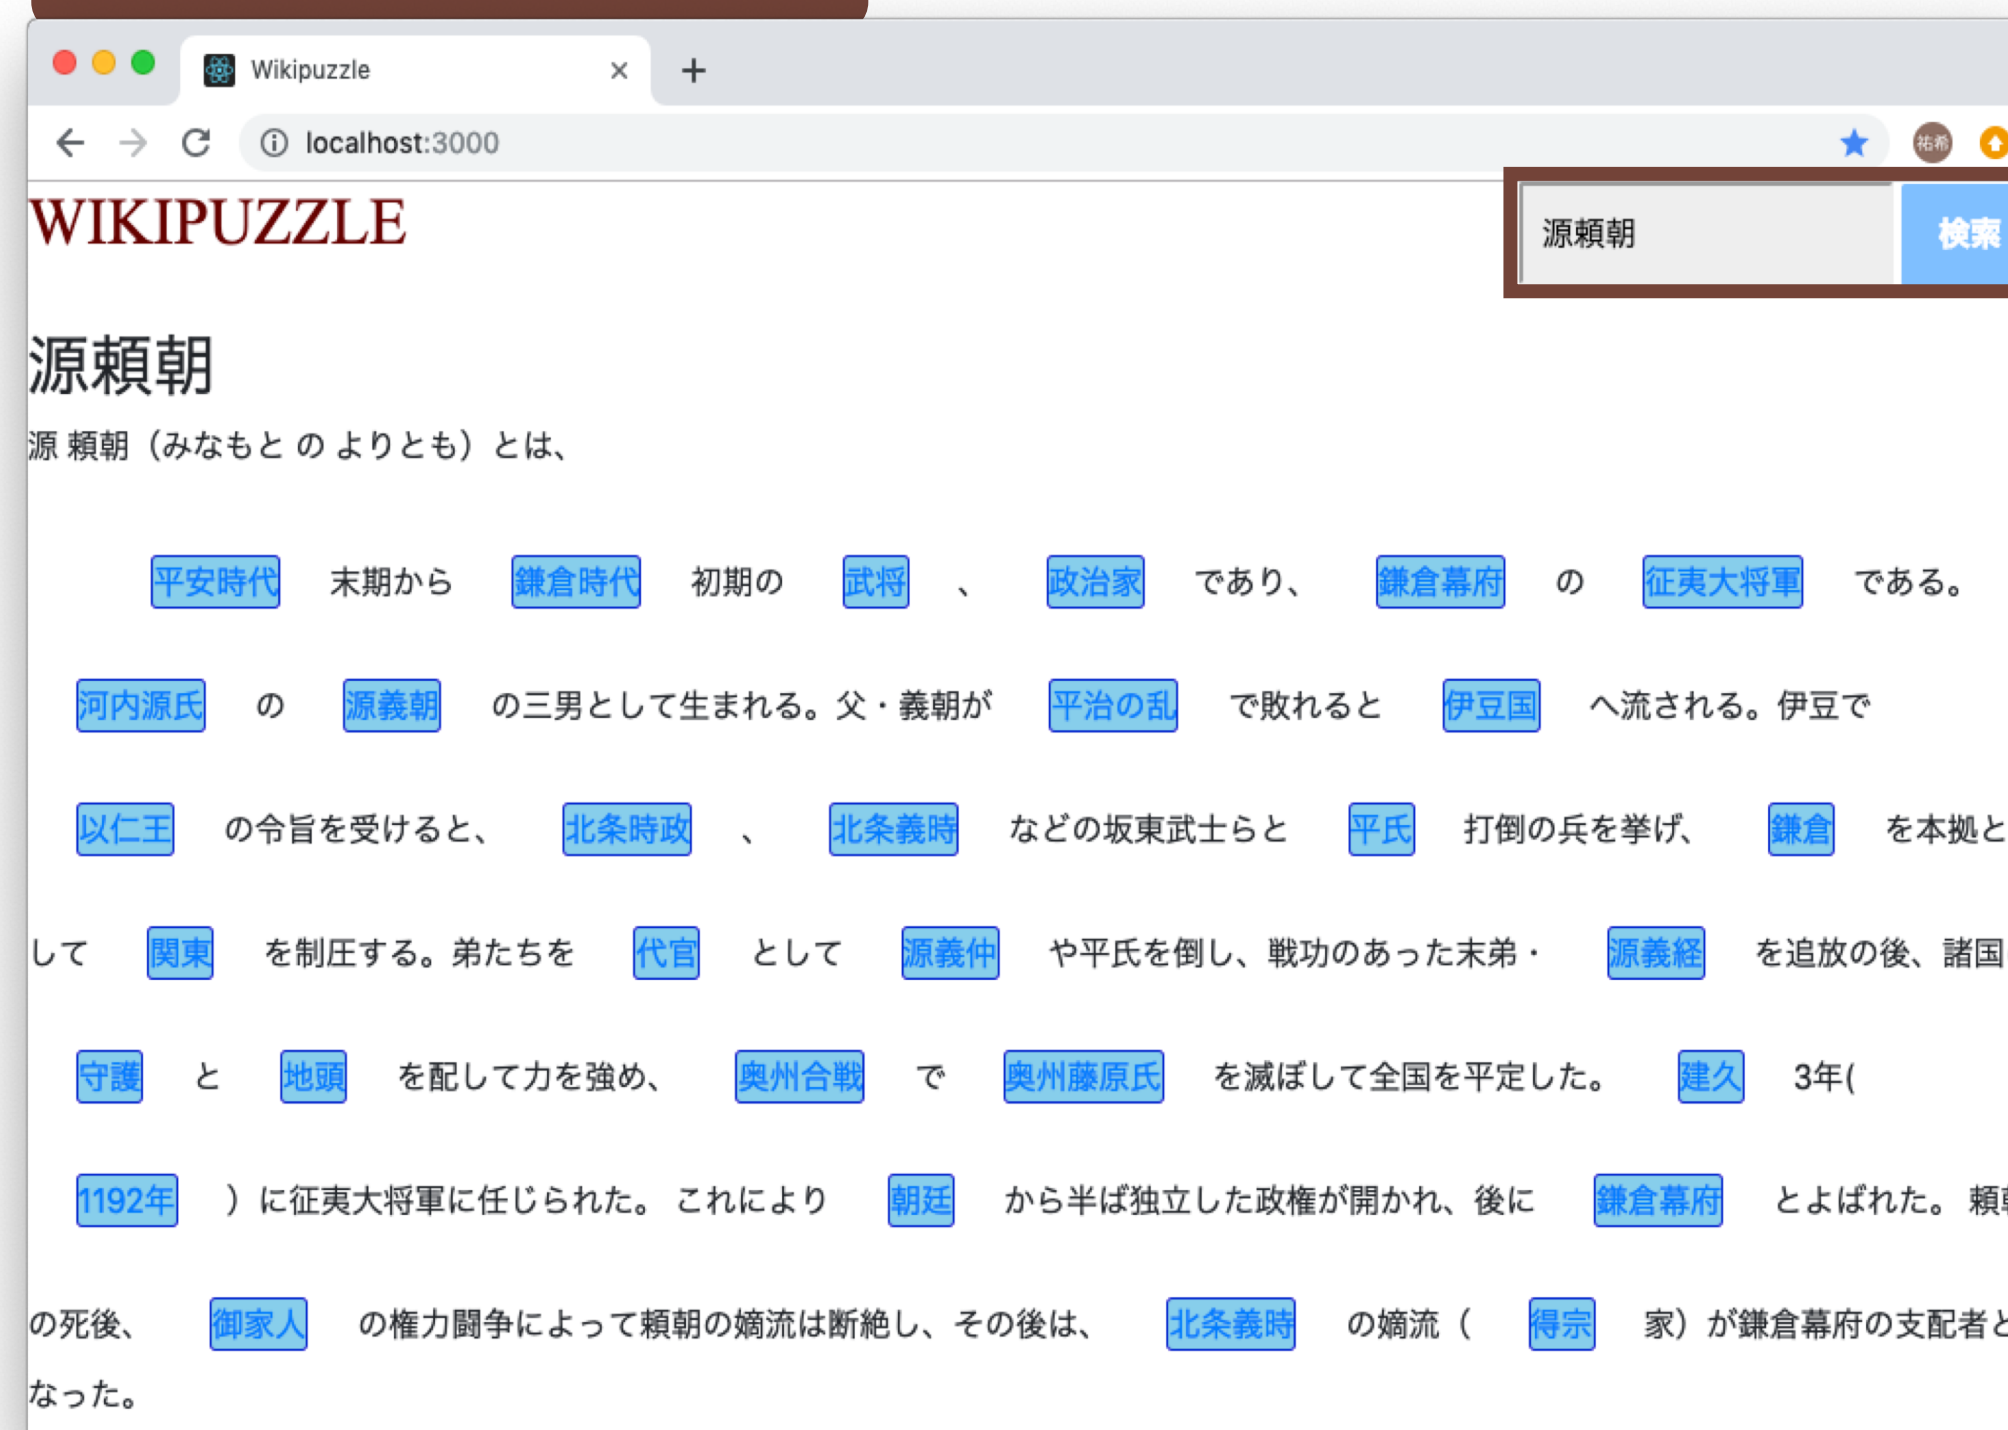 Wikipuzzle
localhost:3000
祐希
WIKIPUZZLE
源頼朝 検索
源頼朝
源 頼朝（みなもと の よりとも）とは、
平安時代 末期から 鎌倉時代 初期の 武将 、 政治家 であり、 鎌倉幕府 の 征夷大将軍 である。
河内源氏 の 源義朝 の三男として生まれる。父・義朝が 平治の乱 で敗れると 伊豆国 へ流される。伊豆で
以仁王 の令旨を受けると、 北条時政 、 北条義時 などの坂東武士らと 平氏 打倒の兵を挙げ、 鎌倉 を本拠と
して 関東 を制圧する。弟たちを 代官 として 源義仲 や平氏を倒し、戦功のあった末弟・ 源義経 を追放の後、諸国
守護 と 地頭 を配して力を強め、 奥州合戦 で 奥州藤原氏 を滅ぼして全国を平定した。 建久 3年(
1192年 ）に征夷大将軍に任じられた。 これにより 朝廷 から半ば独立した政権が開かれ、後に 鎌倉幕府 とよばれた。 頼
の死後、 御家人 の権力闘争によって頼朝の嫡流は断絶し、その後は、 北条義時 の嫡流（ 得宗 家）が鎌倉幕府の支配者と
なった。